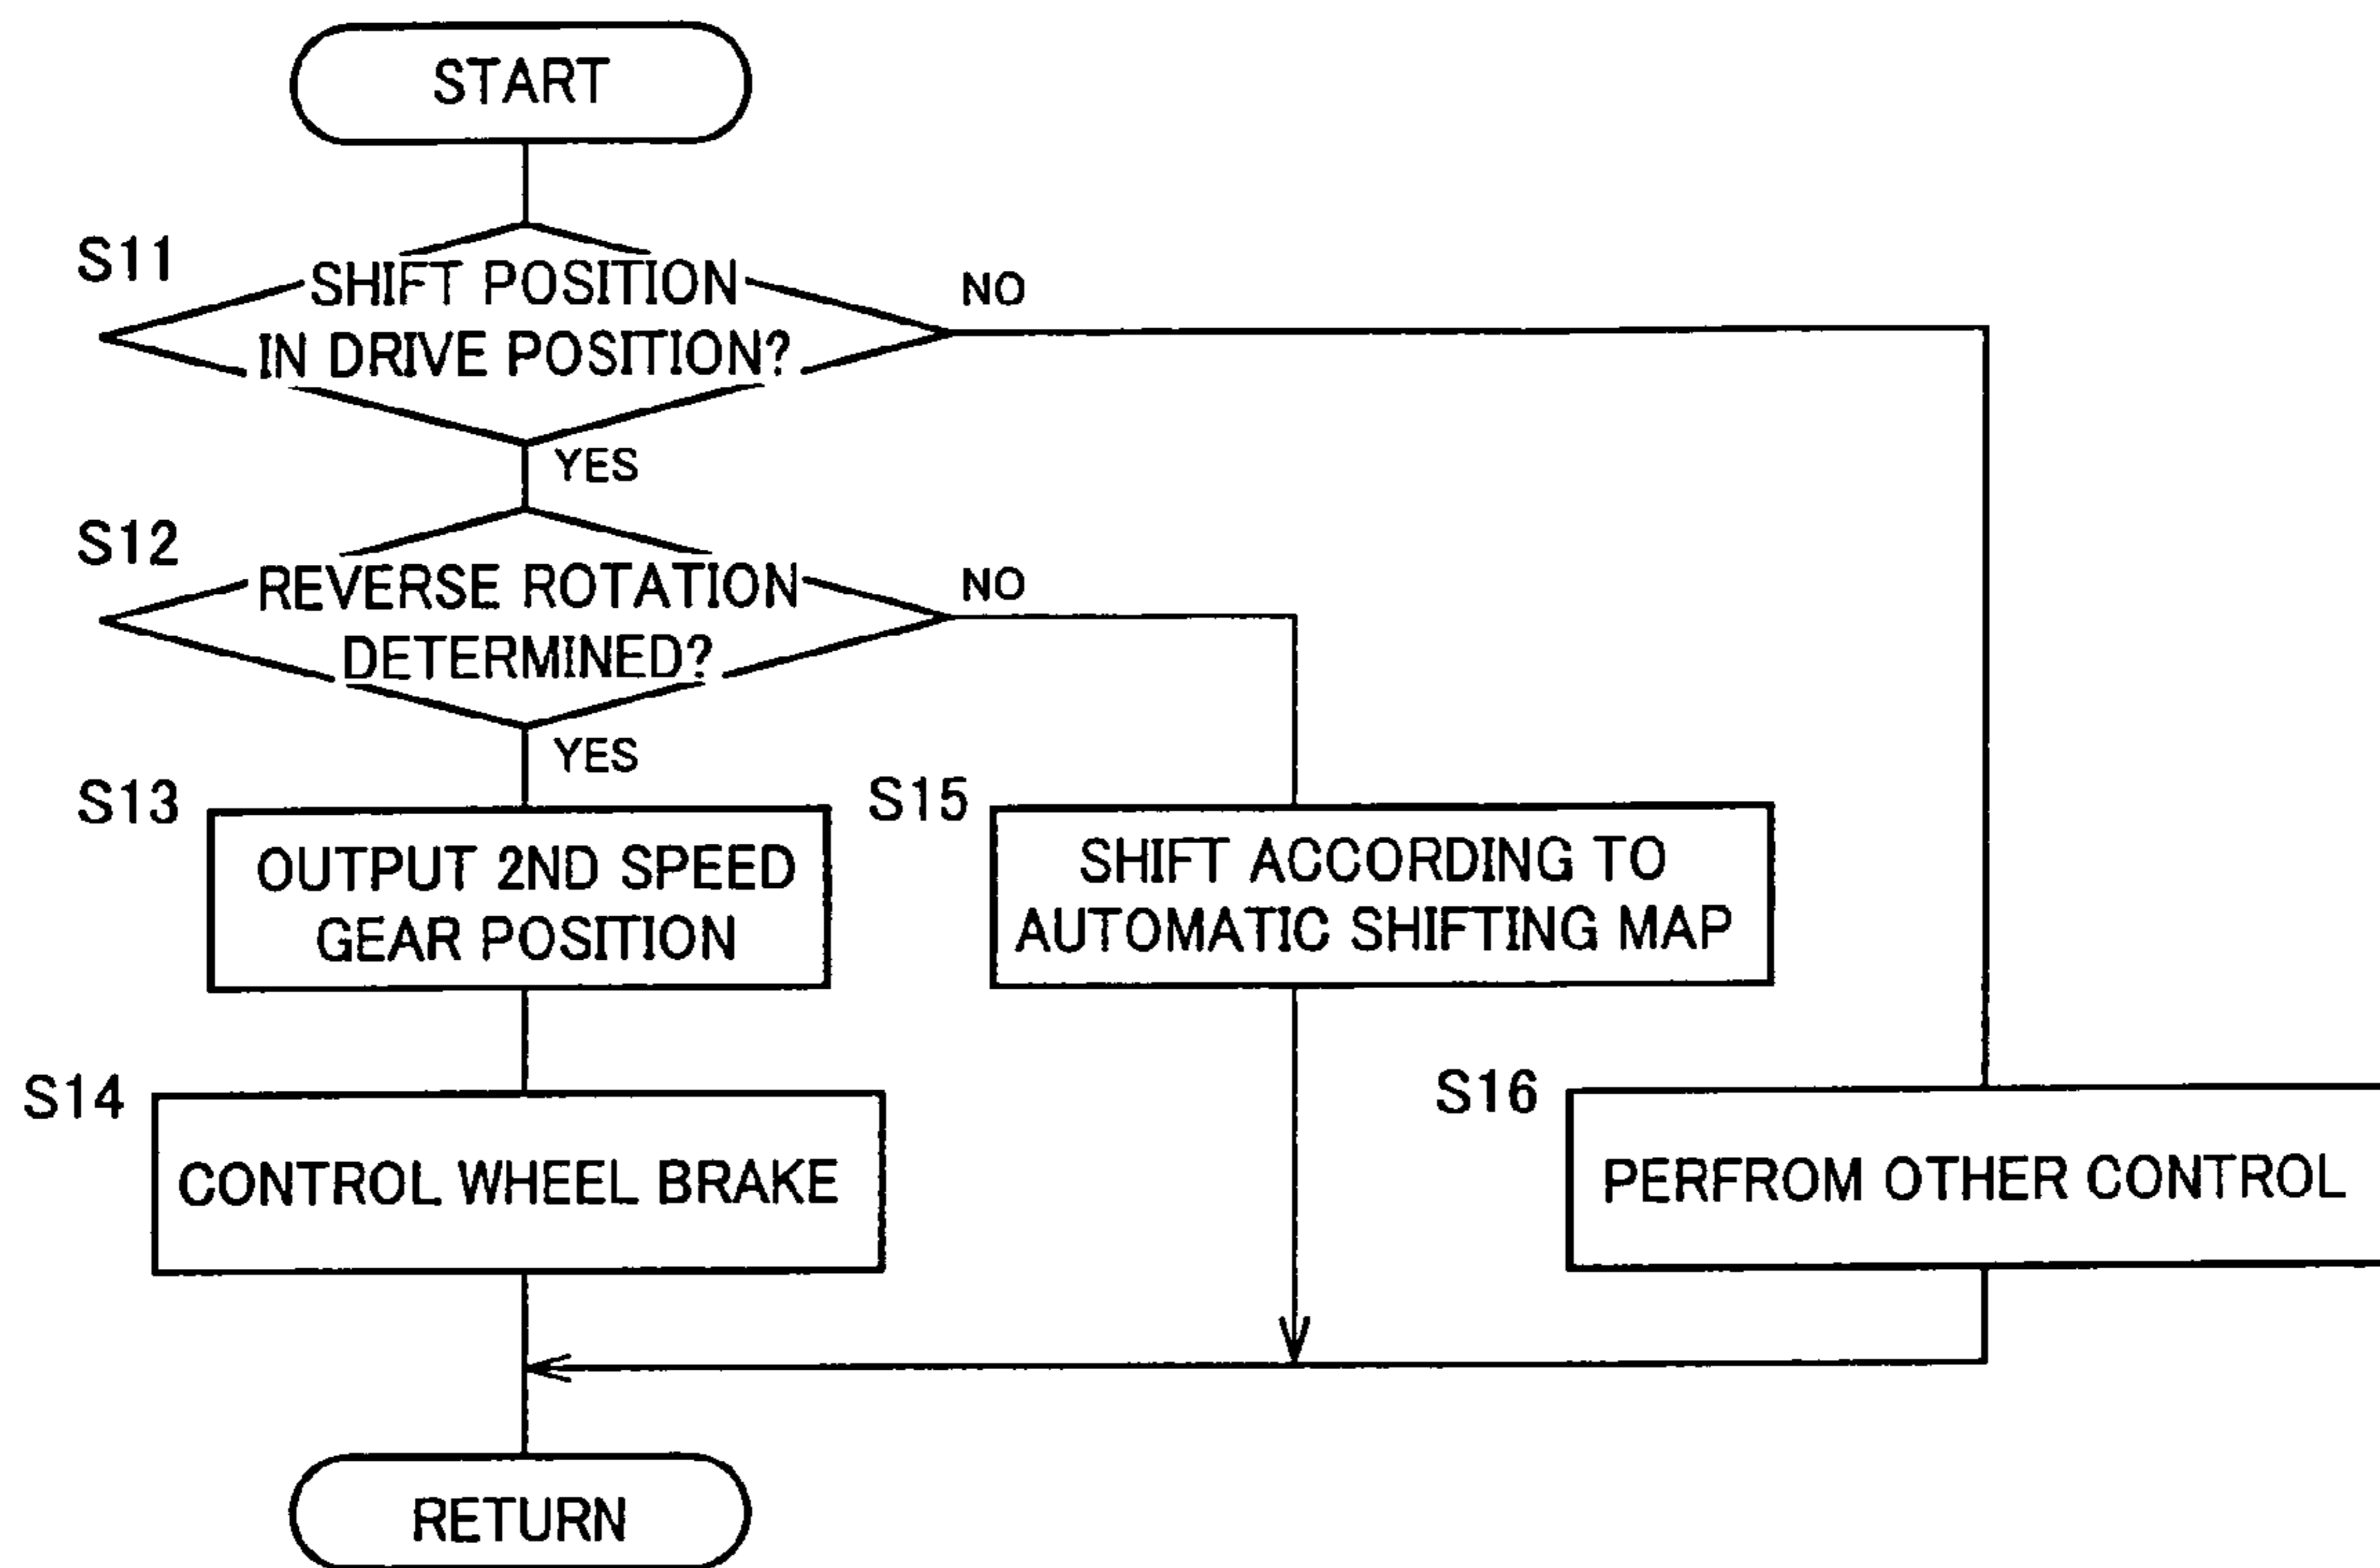 START
S11
SHIFT POSITION
IN DRIVE POSITION?
NO
YES
S12
REVERSE ROTATION
DETERMINED?
NO
YES
S13
OUTPUT 2ND SPEED
GEAR POSITION
S15
SHIFT ACCORDING TO
AUTOMATIC SHIFTING MAP
S14
CONTROL WHEEL BRAKE
S16
PERFROM OTHER CONTROL
RETURN